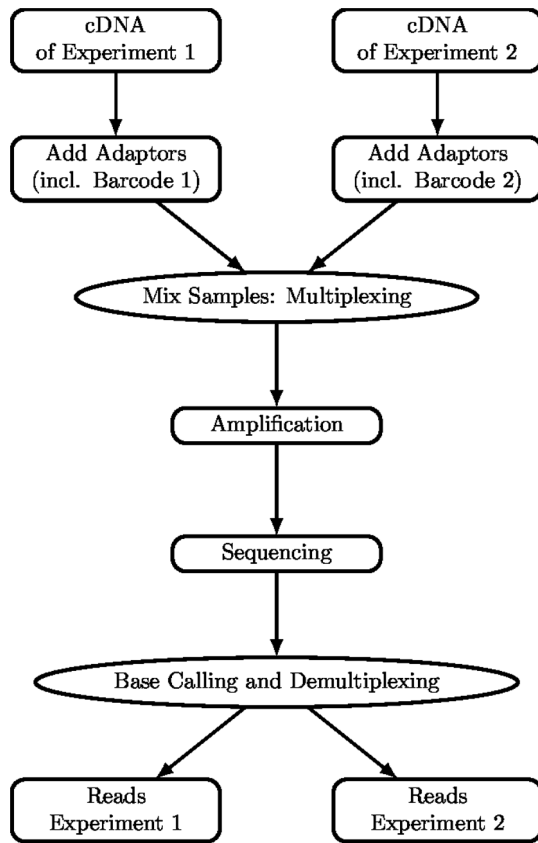 cDNA
of Experiment 1
cDNA
of Experiment 2
Add Adaptors
(incl. Barcode 1)
Add Adaptors
(incl. Barcode 2)
Mix Samples: Multiplexing
Amplification
Sequencing
Base Calling and Demultiplexing
Reads
Experiment 1
Reads
Experiment 2